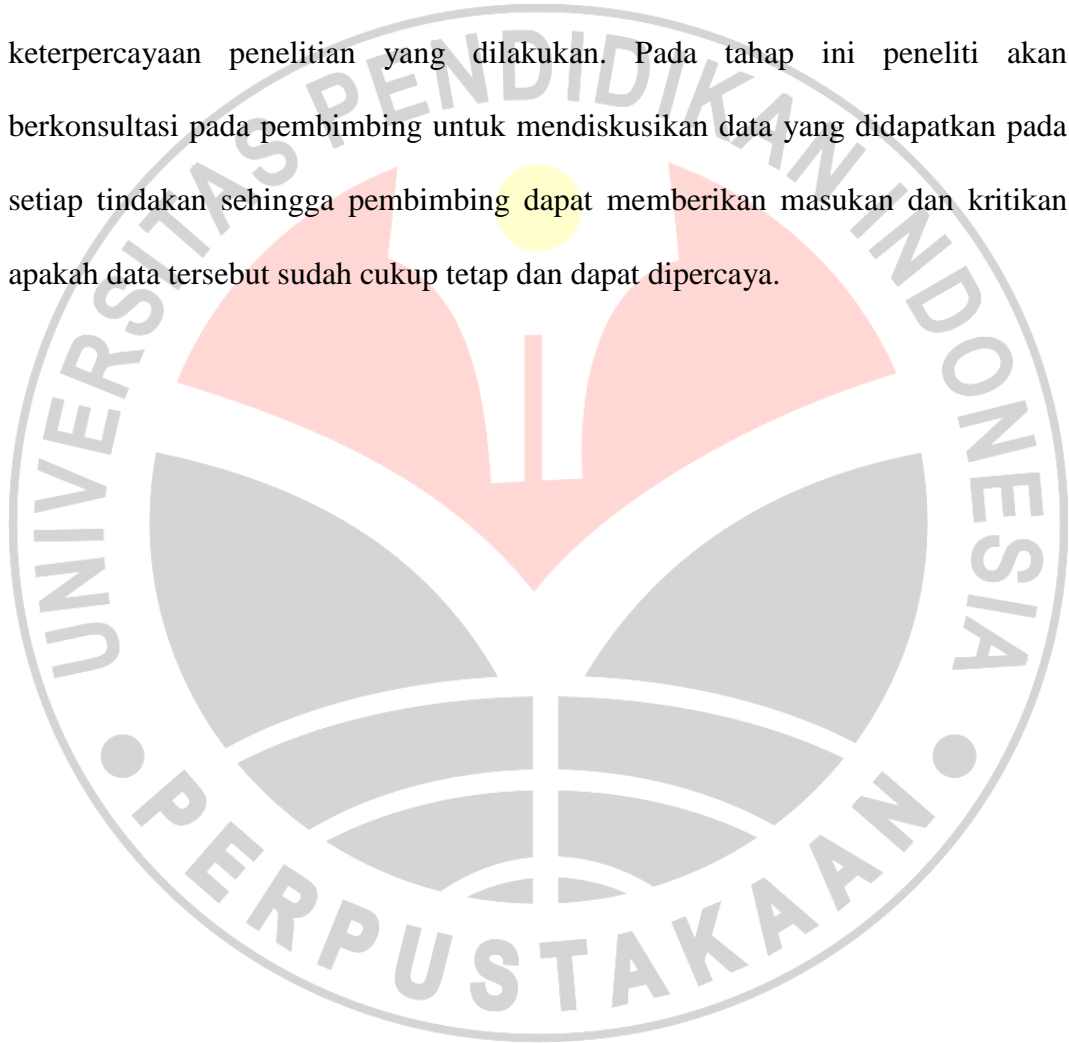 keterpercayaan penelitian yang dilakukan. Pada tahap ini peneliti akan
berkonsultasi pada pembimbing untuk mendiskusikan data yang didapatkan pada
setiap tindakan sehingga pembimbing dapat memberikan masukan dan kritikan
apakah data tersebut sudah cukup tetap dan dapat dipercaya.
UNIVERSITAS PENDIDIKAN INDONESIA
PERPUSTAKAAN